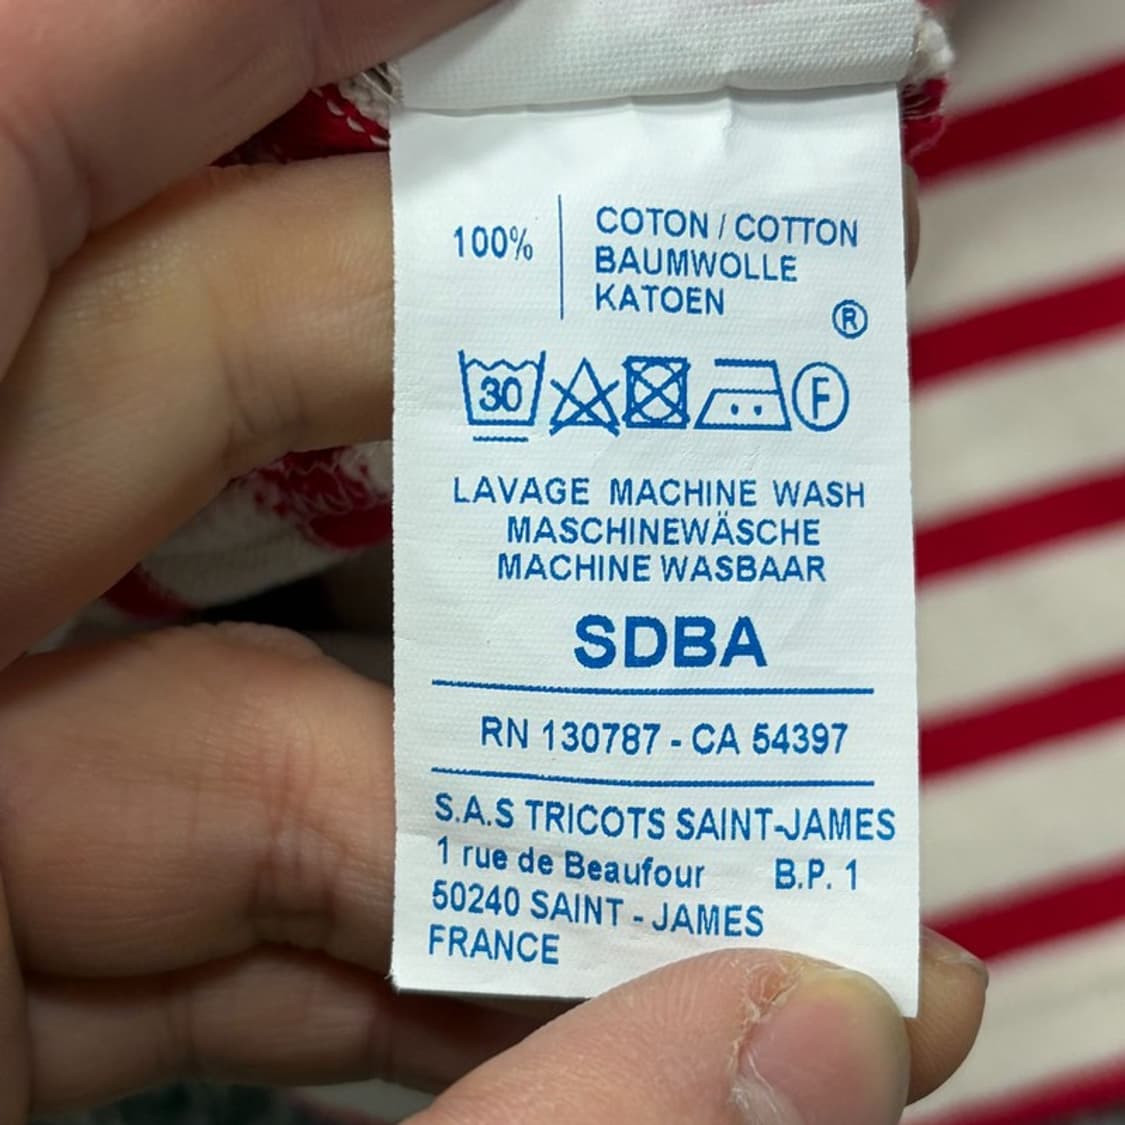 100% COTON / COTTON
BAUMWOLLE
KATOEN
®
30 F
LAVAGE MACHINE WASH
MASCHINEWÄSCHE
MACHINE WASBAAR
SDBA
RN 130787 - CA 54397
S.A.S TRICOTS SAINT-JAMES
1 rue de Beaufour B.P. 1
50240 SAINT - JAMES
FRANCE